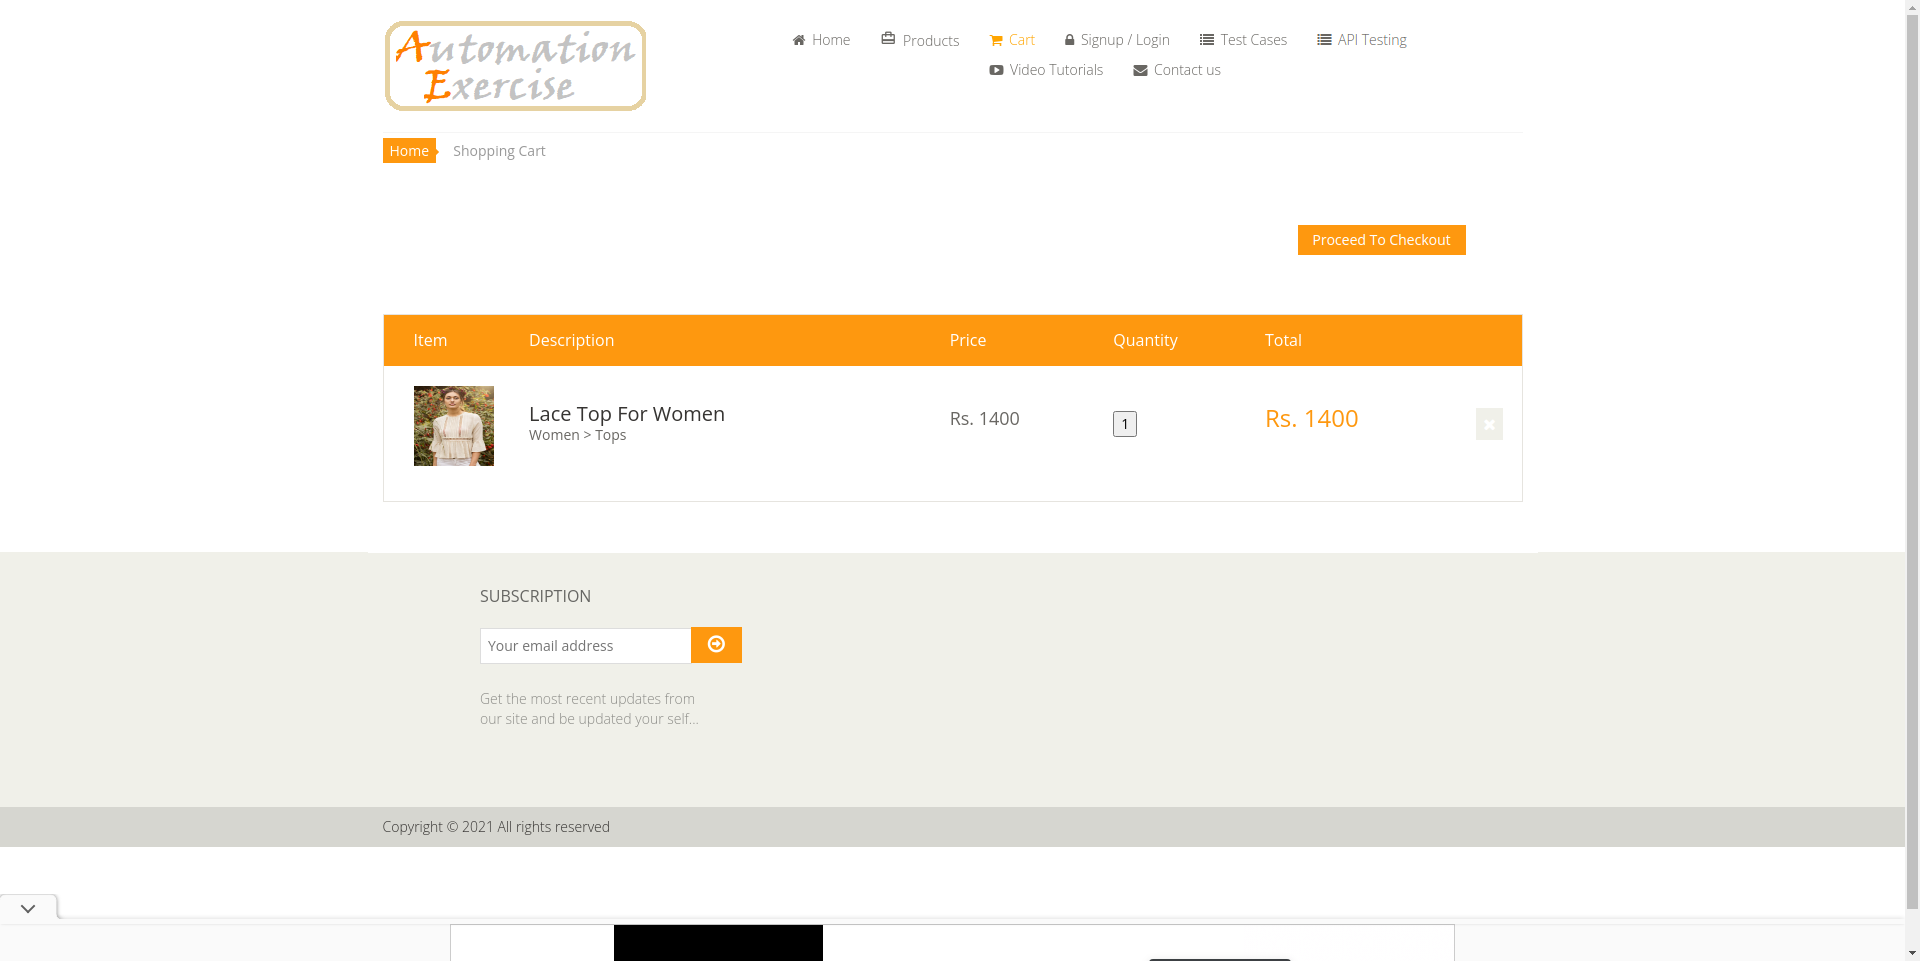 Automation
Exercise
Home
Products
Cart
Signup / Login
Test Cases
API Testing
Video Tutorials
Contact us
Home
Shopping Cart
Proceed To Checkout
Item Description Price Quantity Total
Lace Top For Women
Women > Tops
Rs. 1400
1
Rs. 1400
SUBSCRIPTION
Your email address
Get the most recent updates from
our site and be updated your self...
Copyright © 2021 All rights reserved